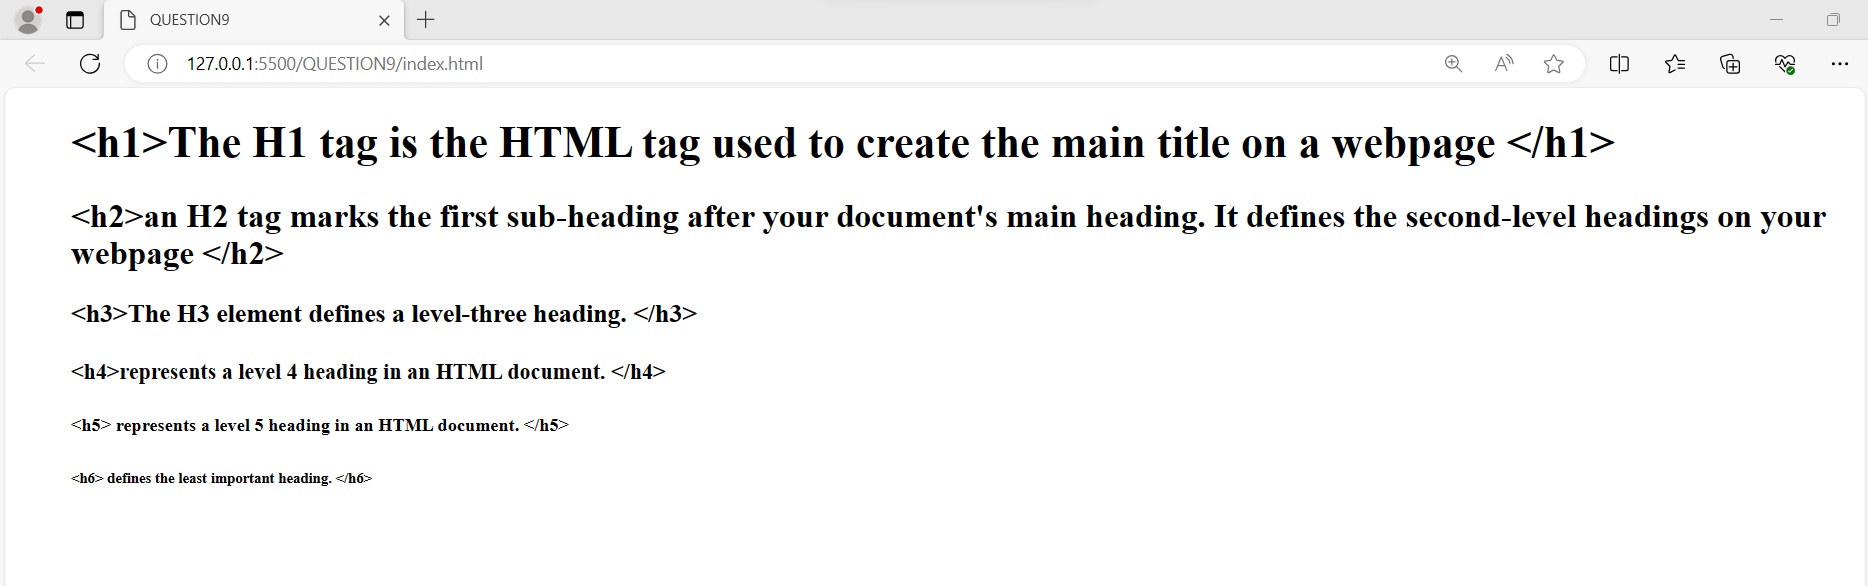 QUESTION9
127.0.0.1:5500/QUESTION9/index.html
<h1>The H1 tag is the HTML tag used to create the main title on a webpage </h1>
<h2>an H2 tag marks the first sub-heading after your document's main heading. It defines the second-level headings on your
webpage </h2>
<h3>The H3 element defines a level-three heading. </h3>
<h4>represents a level 4 heading in an HTML document. </h4>
<h5> represents a level 5 heading in an HTML document. </h5>
<h6> defines the least important heading. </h6>